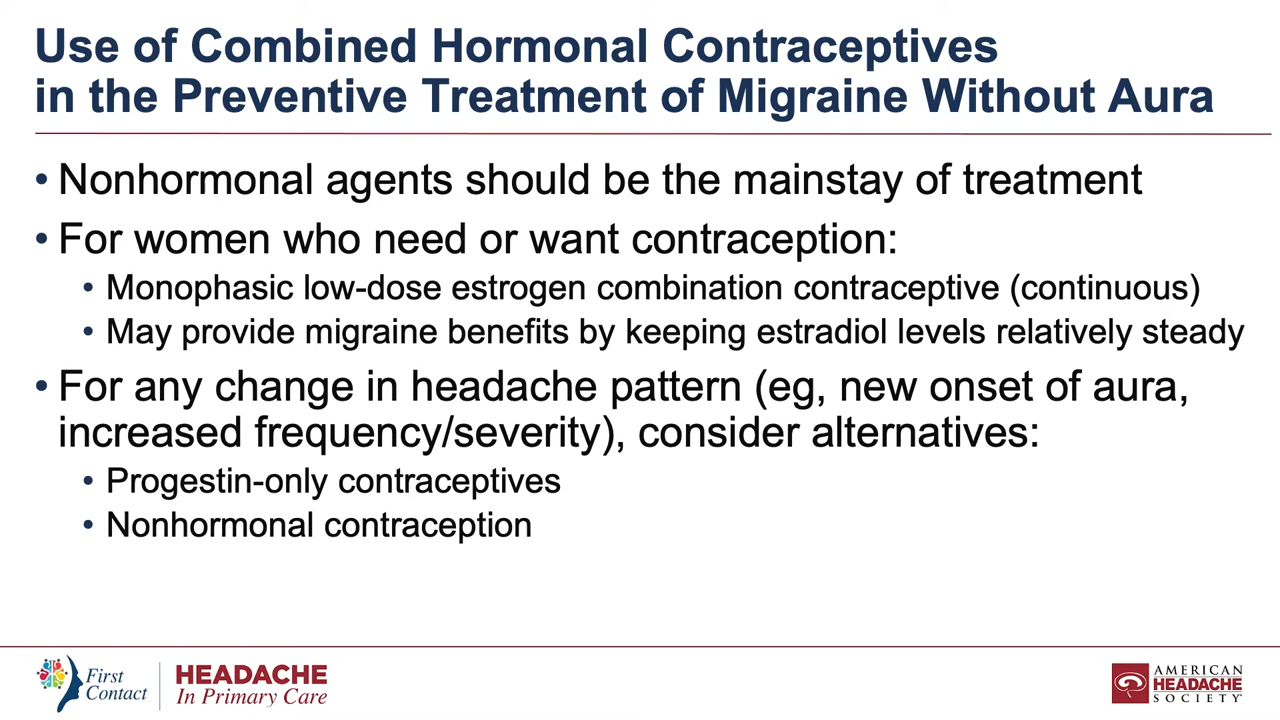 Use of Combined Hormonal Contraceptives
in the Preventive Treatment of Migraine Without Aura
• Nonhormonal agents should be the mainstay of treatment
• For women who need or want contraception:
• Monophasic low-dose estrogen combination contraceptive (continuous)
• May provide migraine benefits by keeping estradiol levels relatively steady
• For any change in headache pattern (eg, new onset of aura,
increased frequency/severity), consider alternatives:
• Progestin-only contraceptives
• Nonhormonal contraception
First
Contact
HEADACHE
In Primary Care
AMERICAN
HEADACHE
SOCIETY